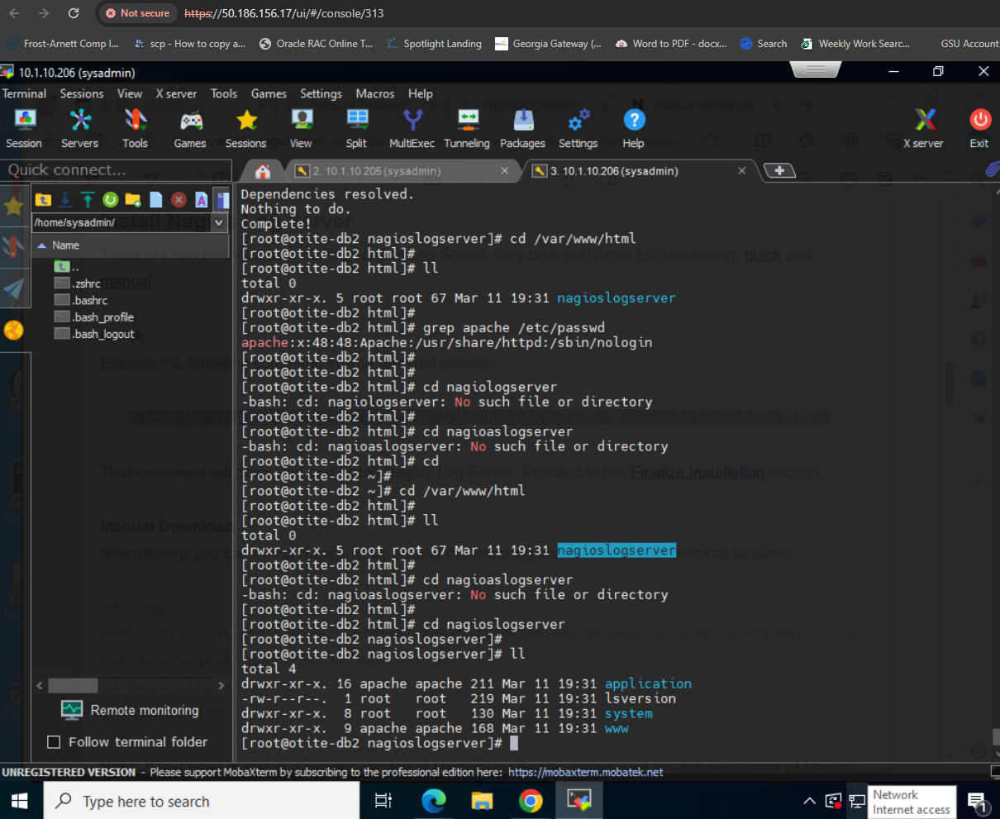 Not secure
https://50.186.156.17/ui/#/console/313
Frost-Arnett Comp I...
scp - How to copy a...
Oracle RAC Online T...
Spotlight Landing
Georgia Gateway (...
Word to PDF - docx...
Search
Weekly Work Searc...
GSU Account
10.1.10.206 (sysadmin)
Terminal Sessions View X server Tools Games Settings Macros Help
Session Servers Tools Games Sessions View Split MultiExec Tunneling Packages Settings Help X server Exit
Quick connect...
2. 10.1.10.205 (sysadmin)
3. 10.1.10.206 (sysadmin)
/home/sysadmin/
Name
..
.zshrc
.bashrc
.bash_profile
.bash_logout
Dependencies resolved.
Nothing to do.
Complete!
[root@otite-db2 nagioslogserver]# cd /var/www/html
[root@otite-db2 html]#
[root@otite-db2 html]# ll
total 0
drwxr-xr-x. 5 root root 67 Mar 11 19:31 nagioslogserver
[root@otite-db2 html]#
[root@otite-db2 html]# grep apache /etc/passwd
apache:x:48:48:Apache:/usr/share/httpd:/sbin/nologin
[root@otite-db2 html]#
[root@otite-db2 html]#
[root@otite-db2 html]# cd nagiologserver
-bash: cd: nagiologserver: No such file or directory
[root@otite-db2 html]#
[root@otite-db2 html]# cd nagioaslogserver
-bash: cd: nagioaslogserver: No such file or directory
[root@otite-db2 html]# cd
[root@otite-db2 ~]#
[root@otite-db2 ~]# cd /var/www/html
[root@otite-db2 html]#
[root@otite-db2 html]# ll
total 0
drwxr-xr-x. 5 root root 67 Mar 11 19:31 nagioslogserver
[root@otite-db2 html]#
[root@otite-db2 html]# cd nagioaslogserver
-bash: cd: nagioaslogserver: No such file or directory
[root@otite-db2 html]#
[root@otite-db2 html]# cd nagioslogserver
[root@otite-db2 nagioslogserver]#
[root@otite-db2 nagioslogserver]# ll
total 4
drwxr-xr-x. 16 apache apache 211 Mar 11 19:31 application
-rw-r--r--. 1 root root 219 Mar 11 19:31 lsversion
drwxr-xr-x. 8 root root 130 Mar 11 19:31 system
drwxr-xr-x. 9 apache apache 168 Mar 11 19:31 www
[root@otite-db2 nagioslogserver]#
Remote monitoring
Follow terminal folder
UNREGISTERED VERSION - Please support MobaXterm by subscribing to the professional edition here: https://mobaxterm.mobatek.net
Type here to search
Network
Internet access
1